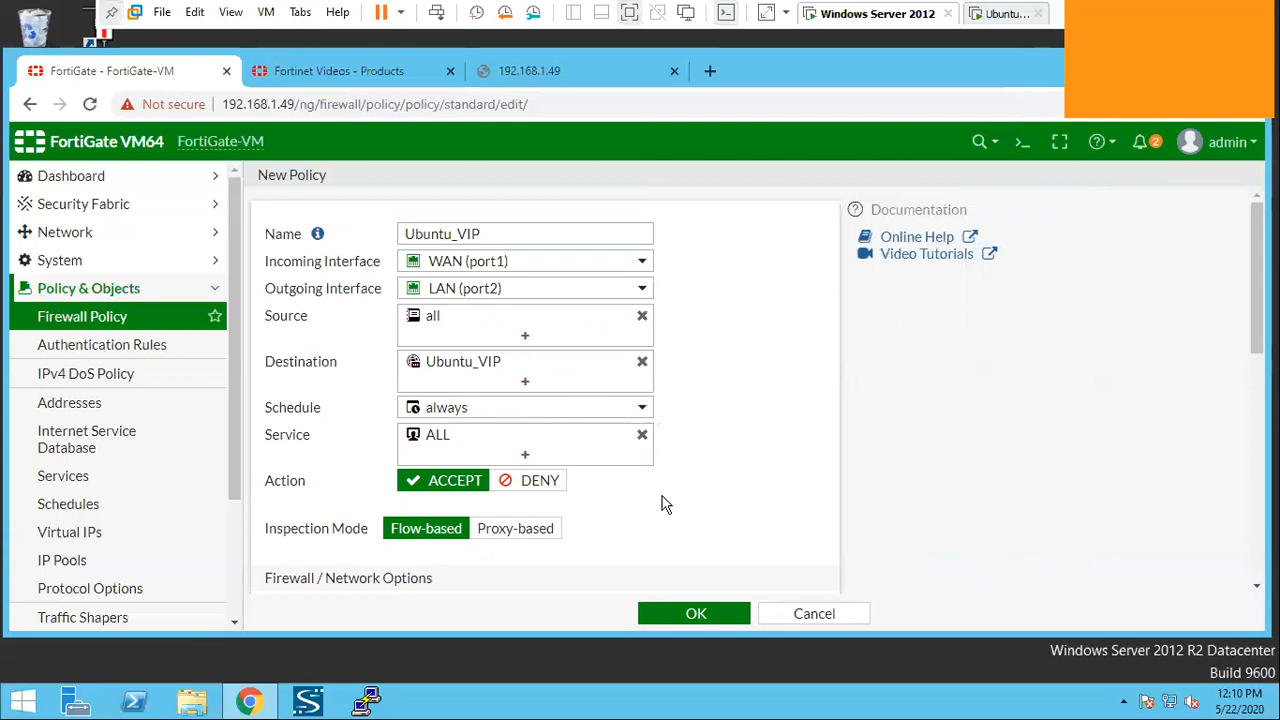 File Edit View VM Tabs Help
Windows Server 2012
Ubuntu...
FortiGate - FortiGate-VM
Fortinet Videos - Products
192.168.1.49
Not secure 192.168.1.49/ng/firewall/policy/policy/standard/edit/
FortiGate VM64 FortiGate-VM
2
admin
Dashboard
Security Fabric
Network
System
Policy & Objects
Firewall Policy
Authentication Rules
IPv4 DoS Policy
Addresses
Internet Service
Database
Services
Schedules
Virtual IPs
IP Pools
Protocol Options
Traffic Shapers
New Policy
Name Ubuntu_VIP
Incoming Interface WAN (port1)
Outgoing Interface LAN (port2)
Source all
+
Destination Ubuntu_VIP
+
Schedule always
Service ALL
+
Action ACCEPT DENY
Inspection Mode Flow-based Proxy-based
Firewall / Network Options
OK Cancel
Documentation
Online Help
Video Tutorials
Windows Server 2012 R2 Datacenter
Build 9600
12:10 PM
5/22/2020